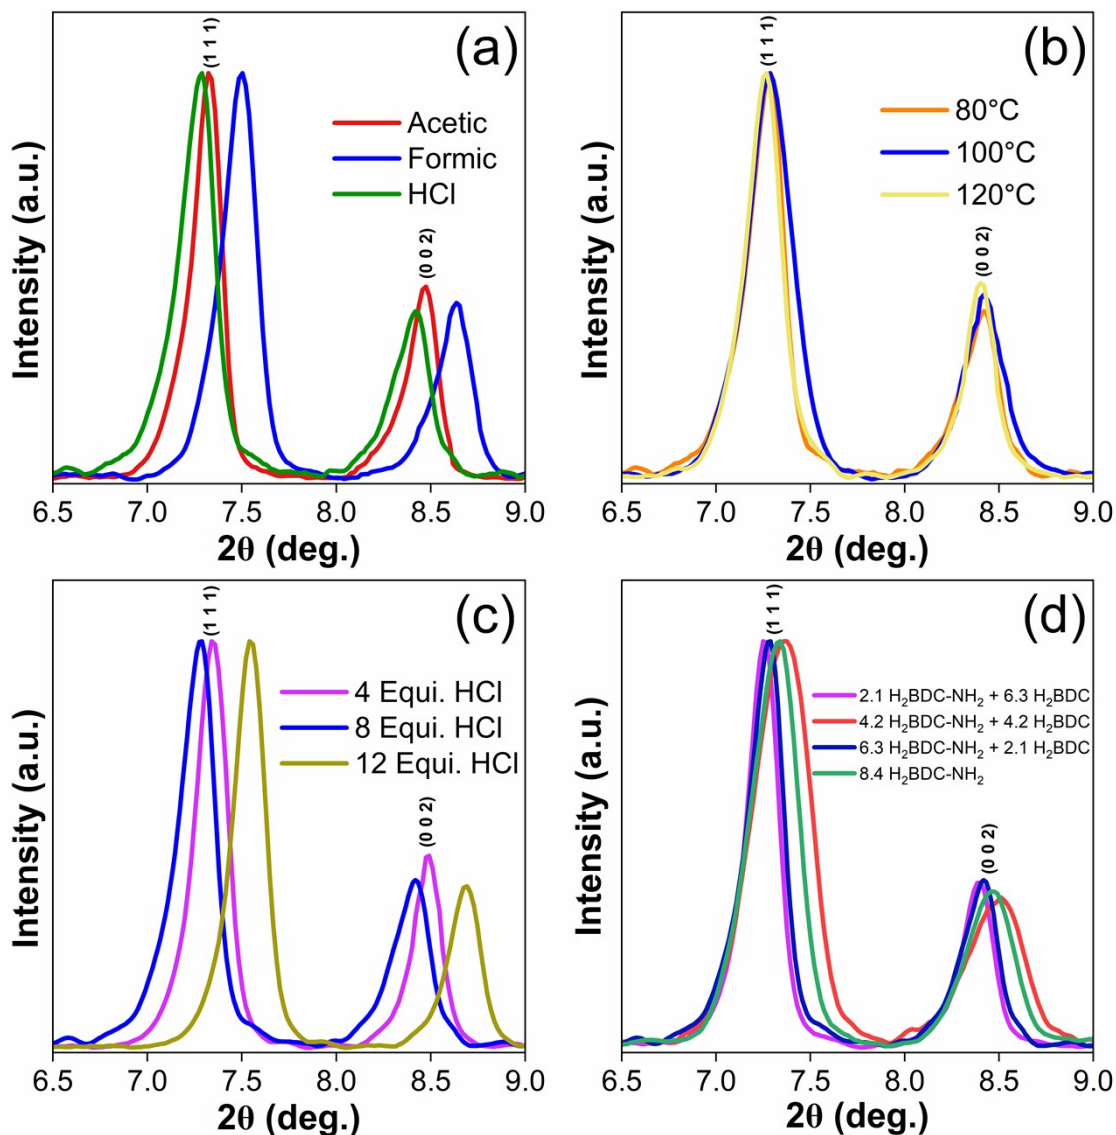 (a)
(1 1 1)
Acetic
Formic
HCl
(0 0 2)
Intensity (a.u.)
6.5 7.0 7.5 8.0 8.5 9.0
2θ (deg.)
(b)
(1 1 1)
80°C
100°C
120°C
(0 0 2)
Intensity (a.u.)
6.5 7.0 7.5 8.0 8.5 9.0
2θ (deg.)
(c)
(1 1 1)
4 Equi. HCl
8 Equi. HCl
12 Equi. HCl
(0 0 2)
Intensity (a.u.)
6.5 7.0 7.5 8.0 8.5 9.0
2θ (deg.)
(d)
(1 1 1)
2.1 H₂BDC-NH₂ + 6.3 H₂BDC
4.2 H₂BDC-NH₂ + 4.2 H₂BDC
6.3 H₂BDC-NH₂ + 2.1 H₂BDC
8.4 H₂BDC-NH₂
(0 0 2)
Intensity (a.u.)
6.5 7.0 7.5 8.0 8.5 9.0
2θ (deg.)